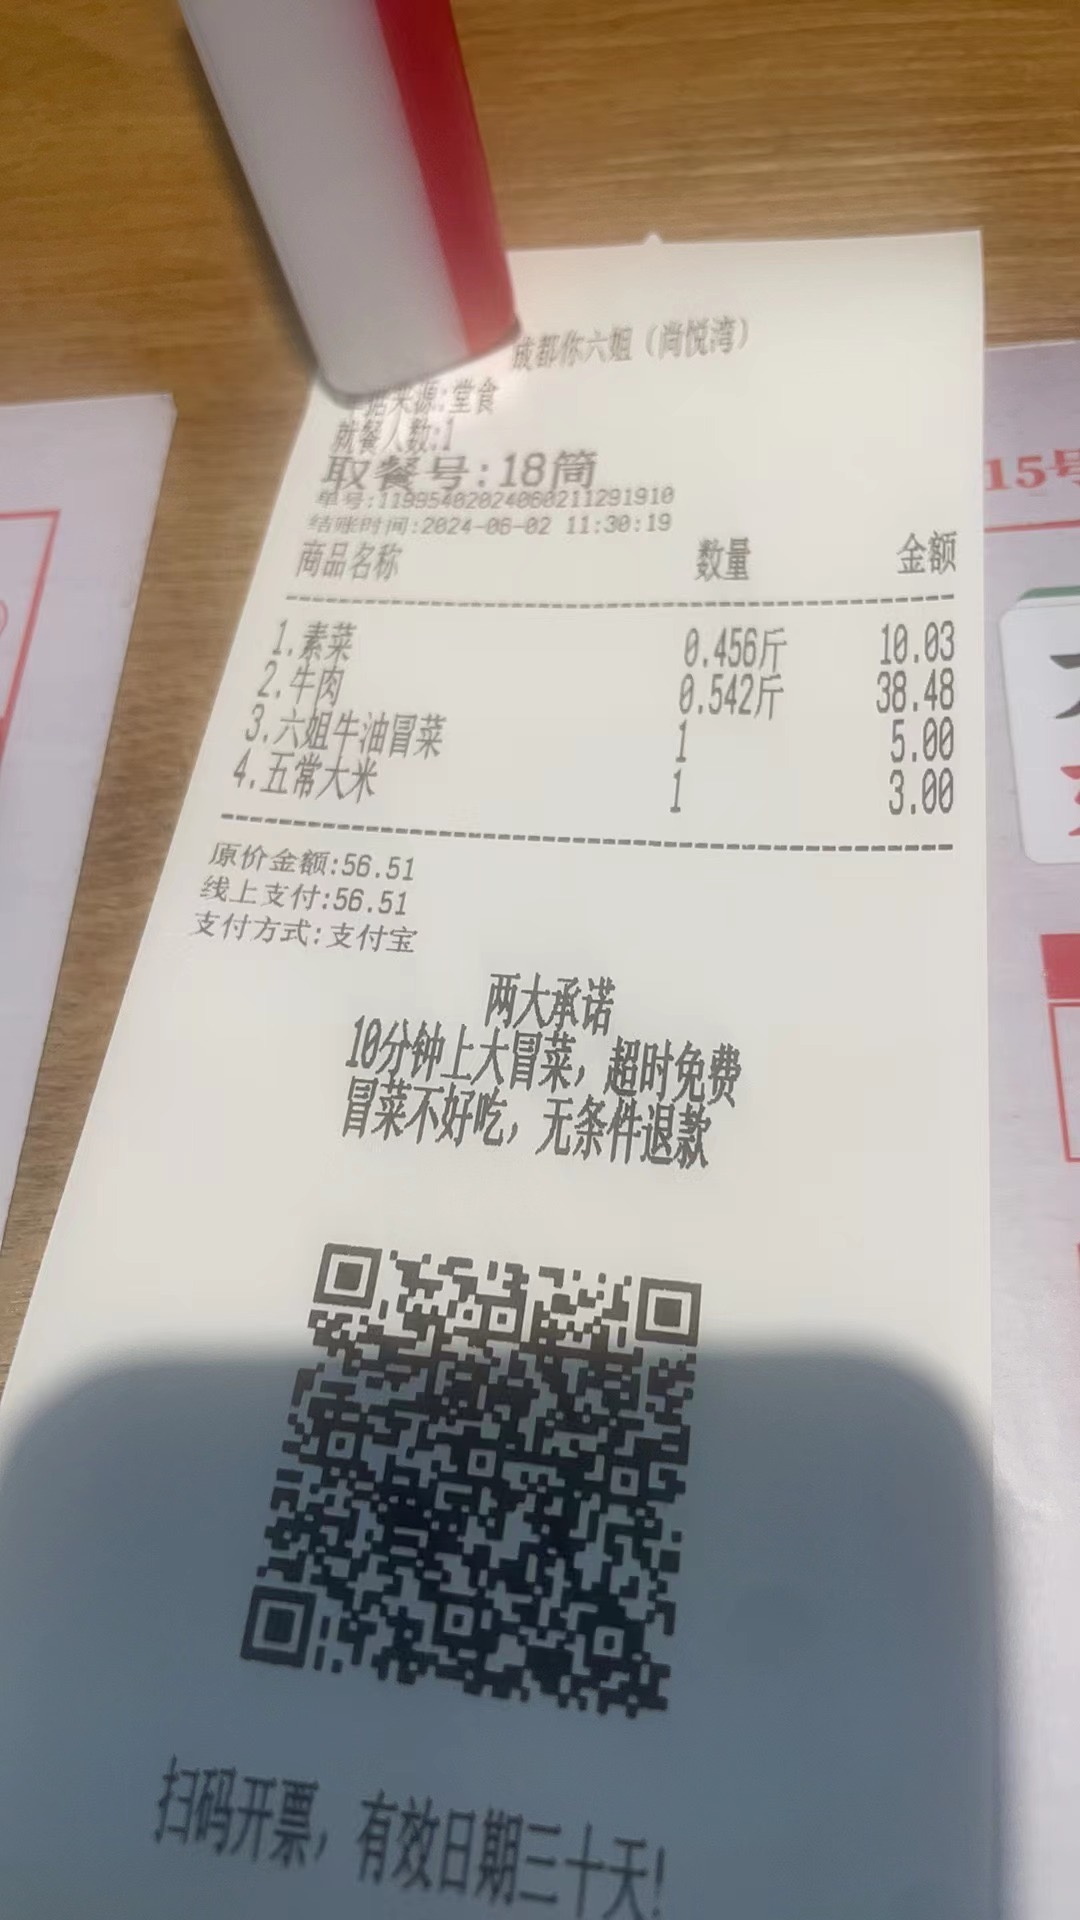 成都你六姐（尚悦湾）
单据来源:堂食
就餐人数:1
取餐号:18筒
单号:11995402024060211291910
结账时间:2024-06-02 11:30:19
商品名称 数量 金额
1.素菜 0.456斤 10.03
2.牛肉 0.542斤 38.48
3.六姐牛油冒菜 1 5.00
4.五常大米 1 3.00
原价金额:56.51
线上支付:56.51
支付方式:支付宝
两大承诺
10分钟上大冒菜，超时免费
冒菜不好吃，无条件退款
扫码开票，有效日期三十天!
15号